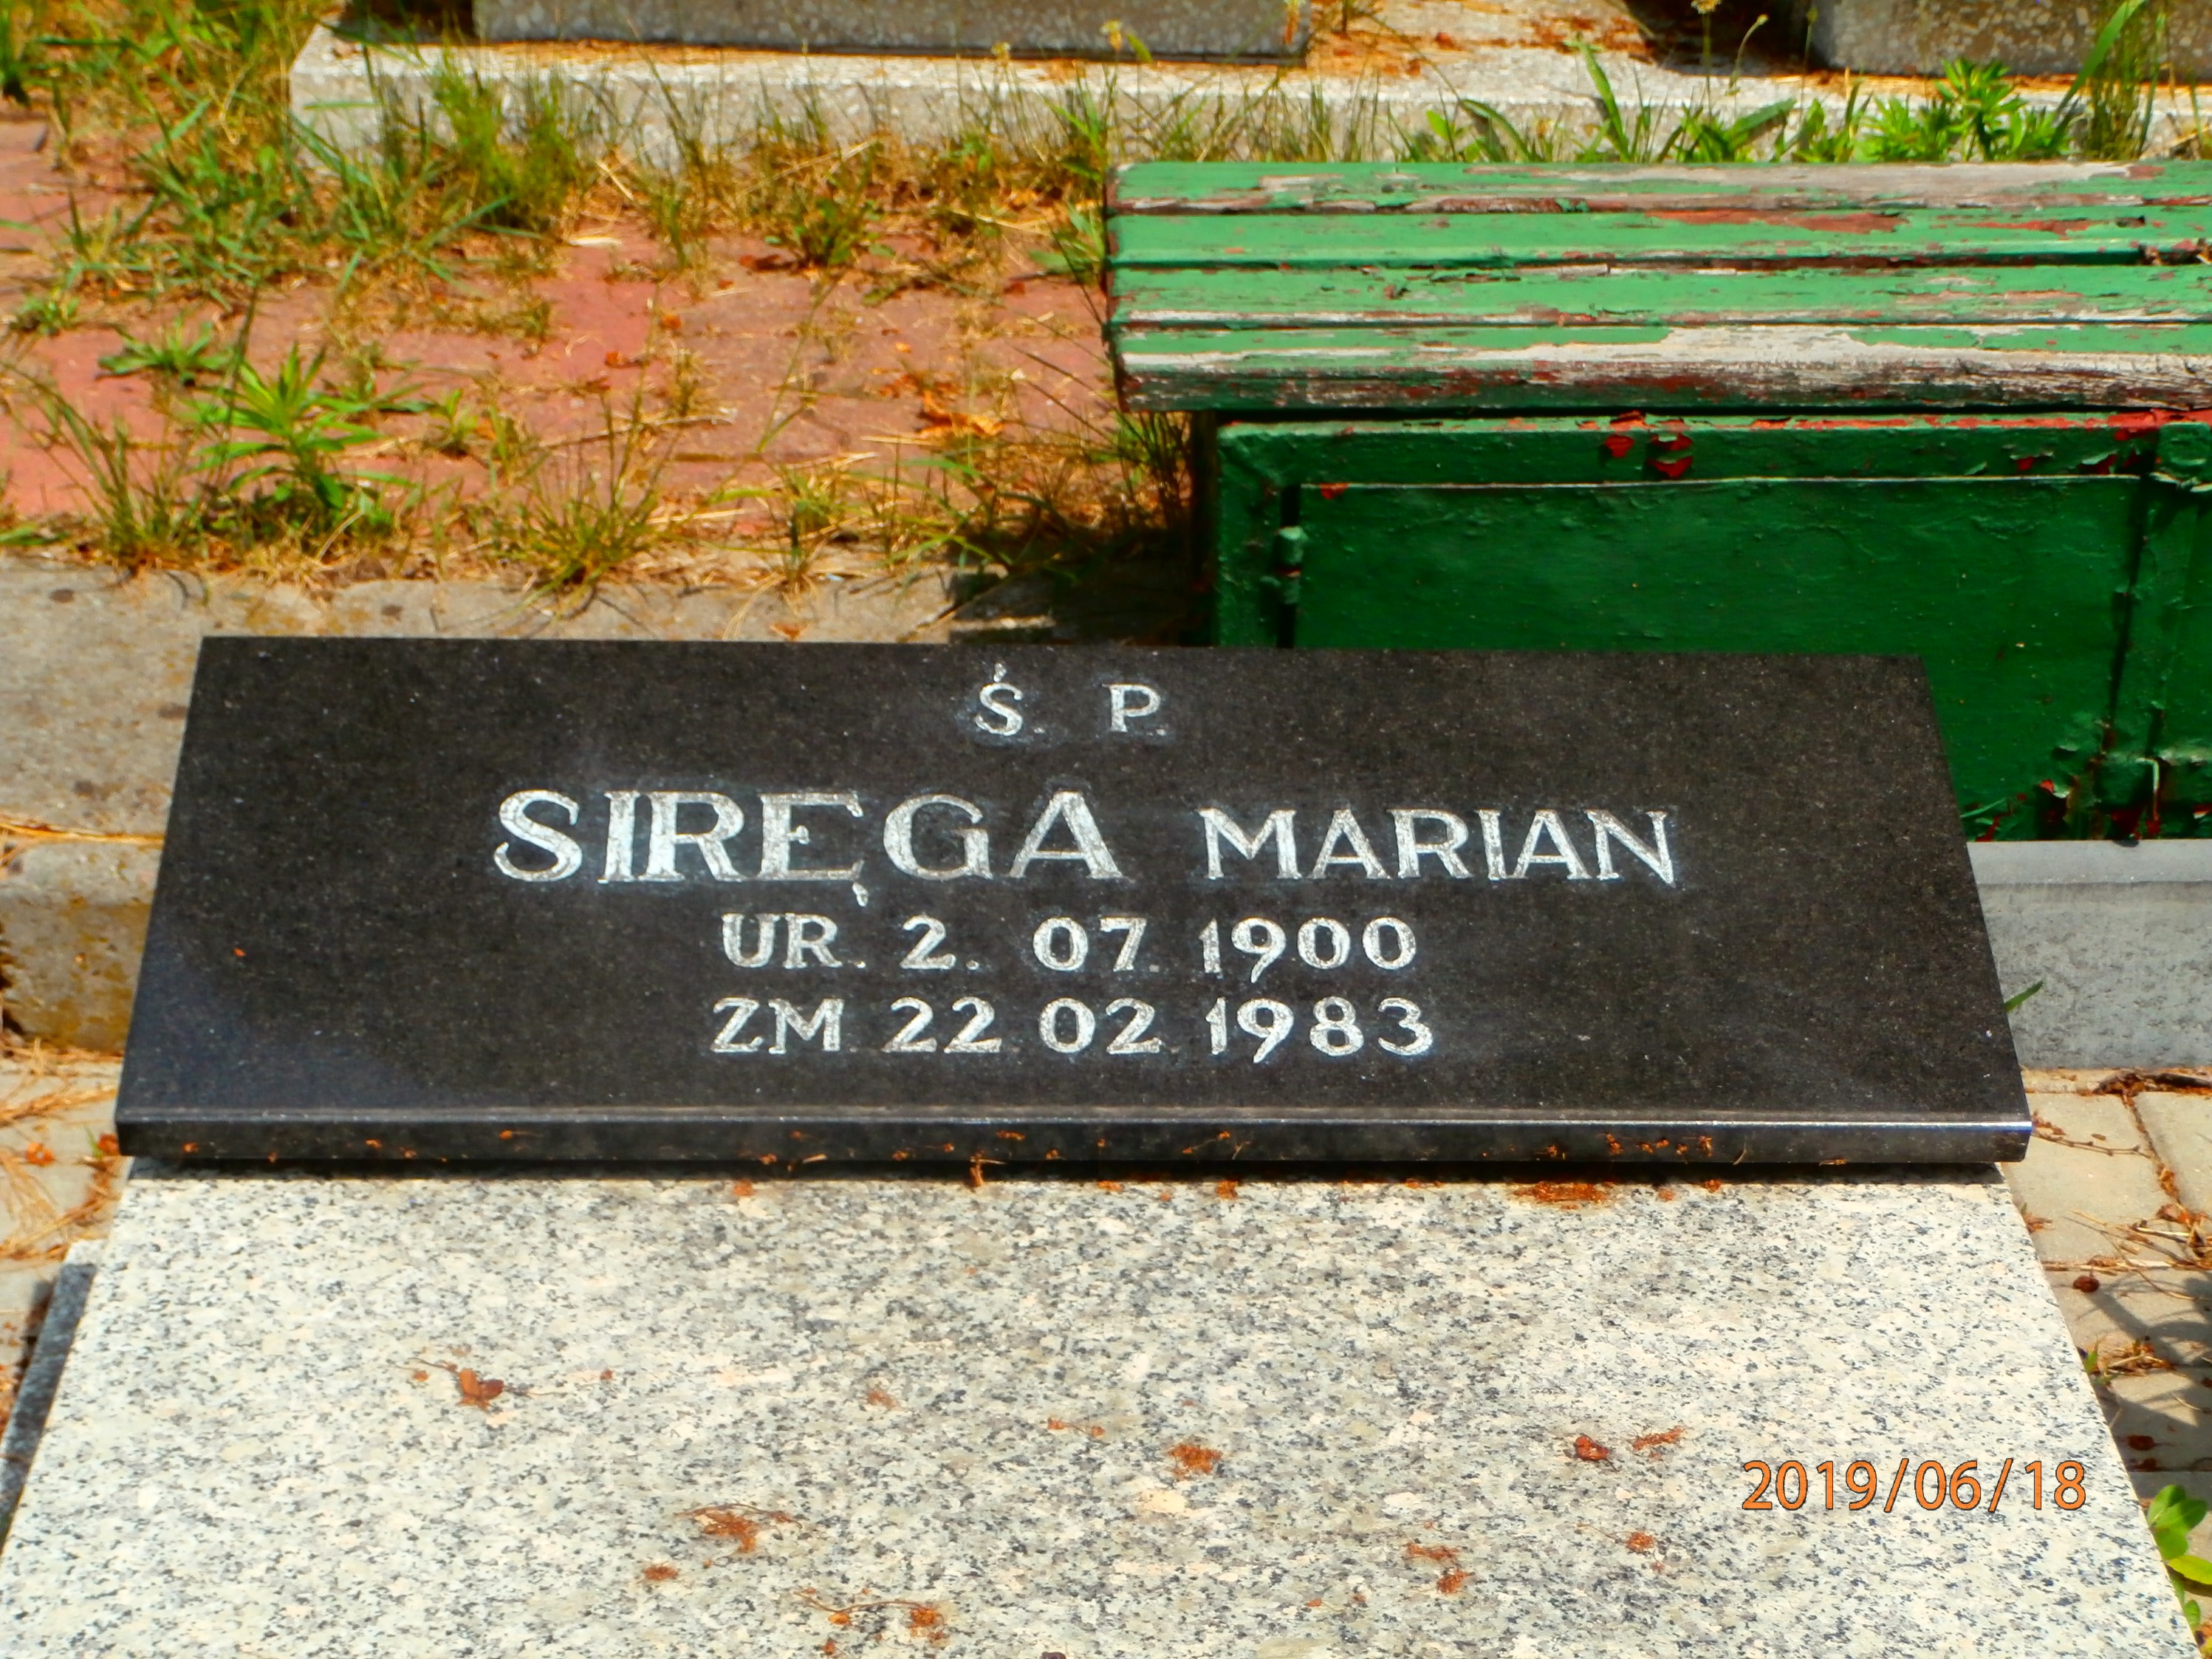 Ś. P.
SIRĘGA MARIAN
UR. 2. 07. 1900
ZM 22 02 1983
2019/06/18